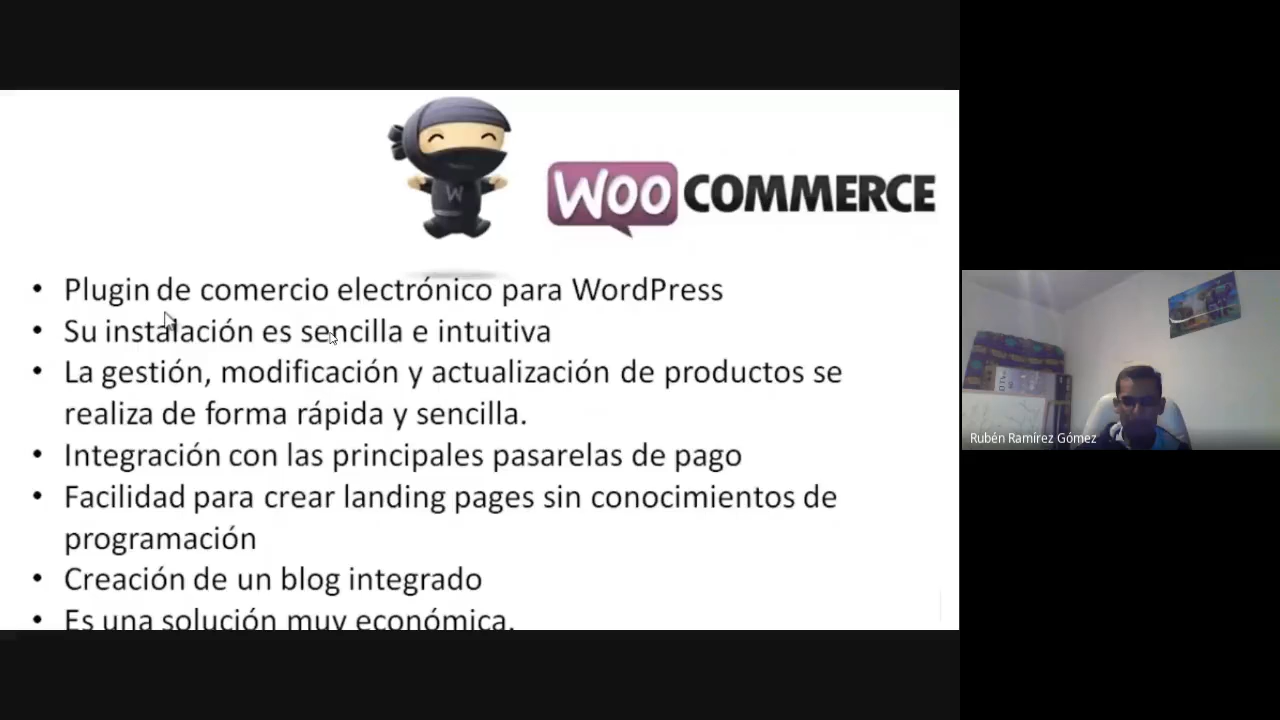 W
WOO COMMERCE
• Plugin de comercio electrónico para WordPress
• Su instalación es sencilla e intuitiva
• La gestión, modificación y actualización de productos se
realiza de forma rápida y sencilla.
• Integración con las principales pasarelas de pago
• Facilidad para crear landing pages sin conocimientos de
programación
• Creación de un blog integrado
• Es una solución muy económica.
Rubén Ramírez Gómez